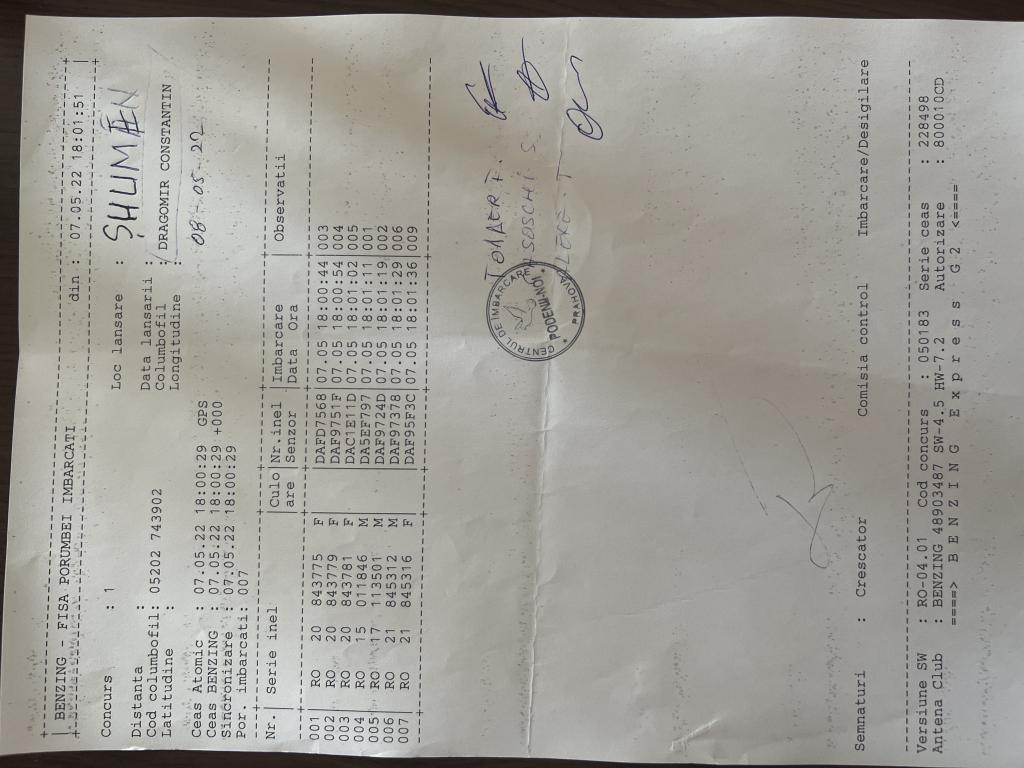 BENZING - FISA PORUMBEI IMBARCATI din : 07.05.22 18:01:51
Concurs : 1 Loc lansare : SHUMEN
Distanta : Data lansarii :
Cod columbofil: 05202 743902 Columbofil : DRAGOMIR CONSTANTIN
Latitudine : Longitudine :
08-05-22
Ceas Atomic : 07.05.22 18:00:29 GPS
Ceas BENZING : 07.05.22 18:00:29 +000
Sincronizare : 07.05.22 18:00:29
Por. imbarcati: 007
Nr. | Serie inel |Culo|Nr.inel |Imbarcare | Observatii
|are |Senzor |Data Ora |
001| RO 20 843775 F | |DAFD7568|07.05 18:00:44|003
002| RO 20 843779 F | |DAF9751F|07.05 18:00:54|004
003| RO 20 843781 F | |DAC1E11D|07.05 18:01:02|005
004| RO 15 011846 M | |DA5EF797|07.05 18:01:11|001
005| RO 17 113501 M | |DAF9724D|07.05 18:01:19|002
006| RO 21 845312 M | |DAF97378|07.05 18:01:29|006
007| RO 21 845316 F | |DAF95F3C|07.05 18:01:36|009
CENTRUL DE IMBARCARE
PODENII NOI
PRAHOVA
Semnaturi : Crescator Comisia control Imbarcare/Desigilare
Versiune SW : RO-04.01 Cod concurs : 050183 Serie ceas : 228498
Antena Club : BENZING 48903487 SW-4.5 HW-7.2 Autorizare : 800010CD
====> B E N Z I N G E x p r e s s G 2 <====